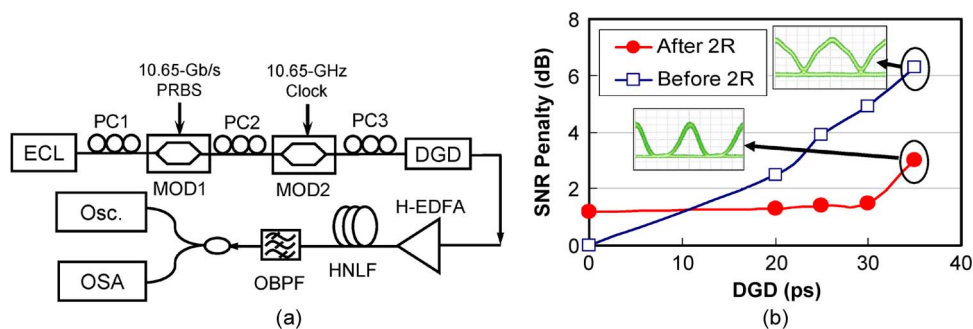 (a)
10.65-Gb/s
PRBS
10.65-GHz
Clock
PC1
PC2
PC3
ECL
DGD
MOD1
MOD2
H-EDFA
Osc.
OSA
OBPF
HNLF
(a)
(b)
8
6
4
2
0
SNR Penalty (dB)
After 2R
Before 2R
0
10
20
30
40
DGD (ps)
(b)